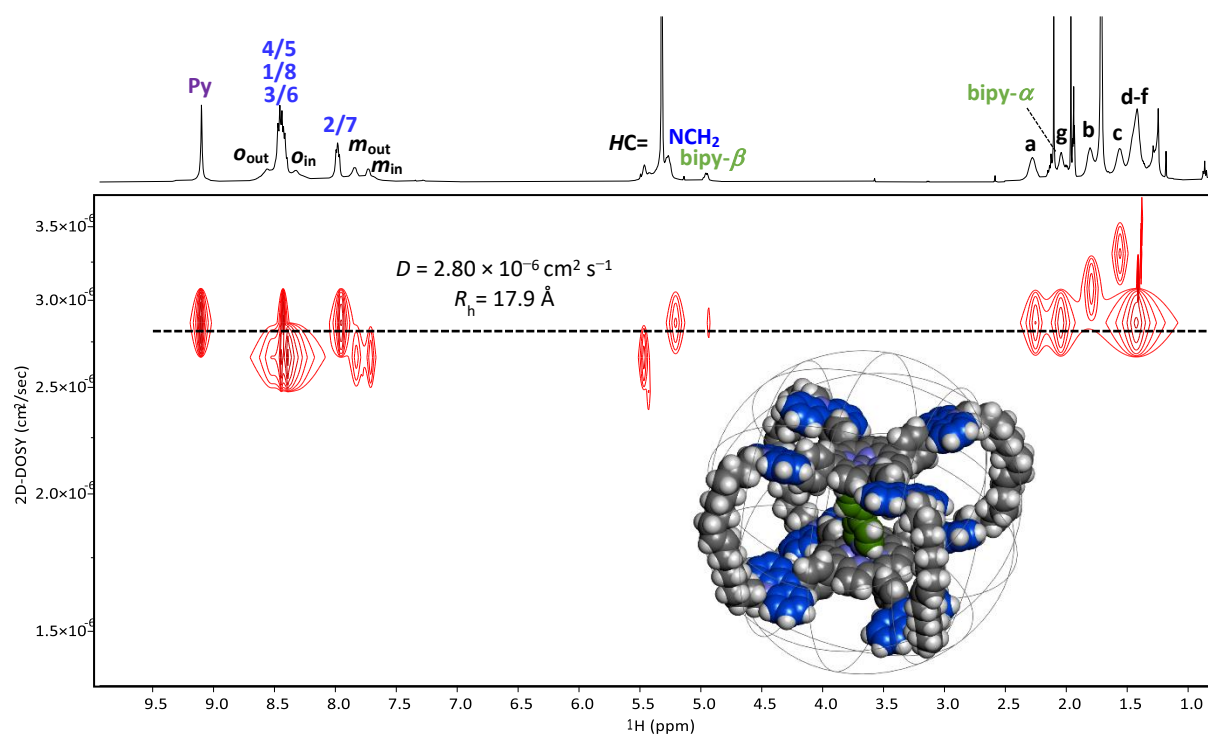 4/5
1/8
3/6
Py
2/7
o_out
o_in
m_out
m_in
HC=
NCH₂
bipy-β
bipy-α
a
g
b
c
d-f
D = 2.80 × 10⁻⁶ cm² s⁻¹
R_h = 17.9 Å
2D-DOSY (cm²/sec)
3.5×10⁻⁶
3.0×10⁻⁶
2.5×10⁻⁶
2.0×10⁻⁶
1.5×10⁻⁶
9.5 9.0 8.5 8.0 7.5 7.0 6.5 6.0 5.5 5.0 4.5 4.0 3.5 3.0 2.5 2.0 1.5 1.0
¹H (ppm)